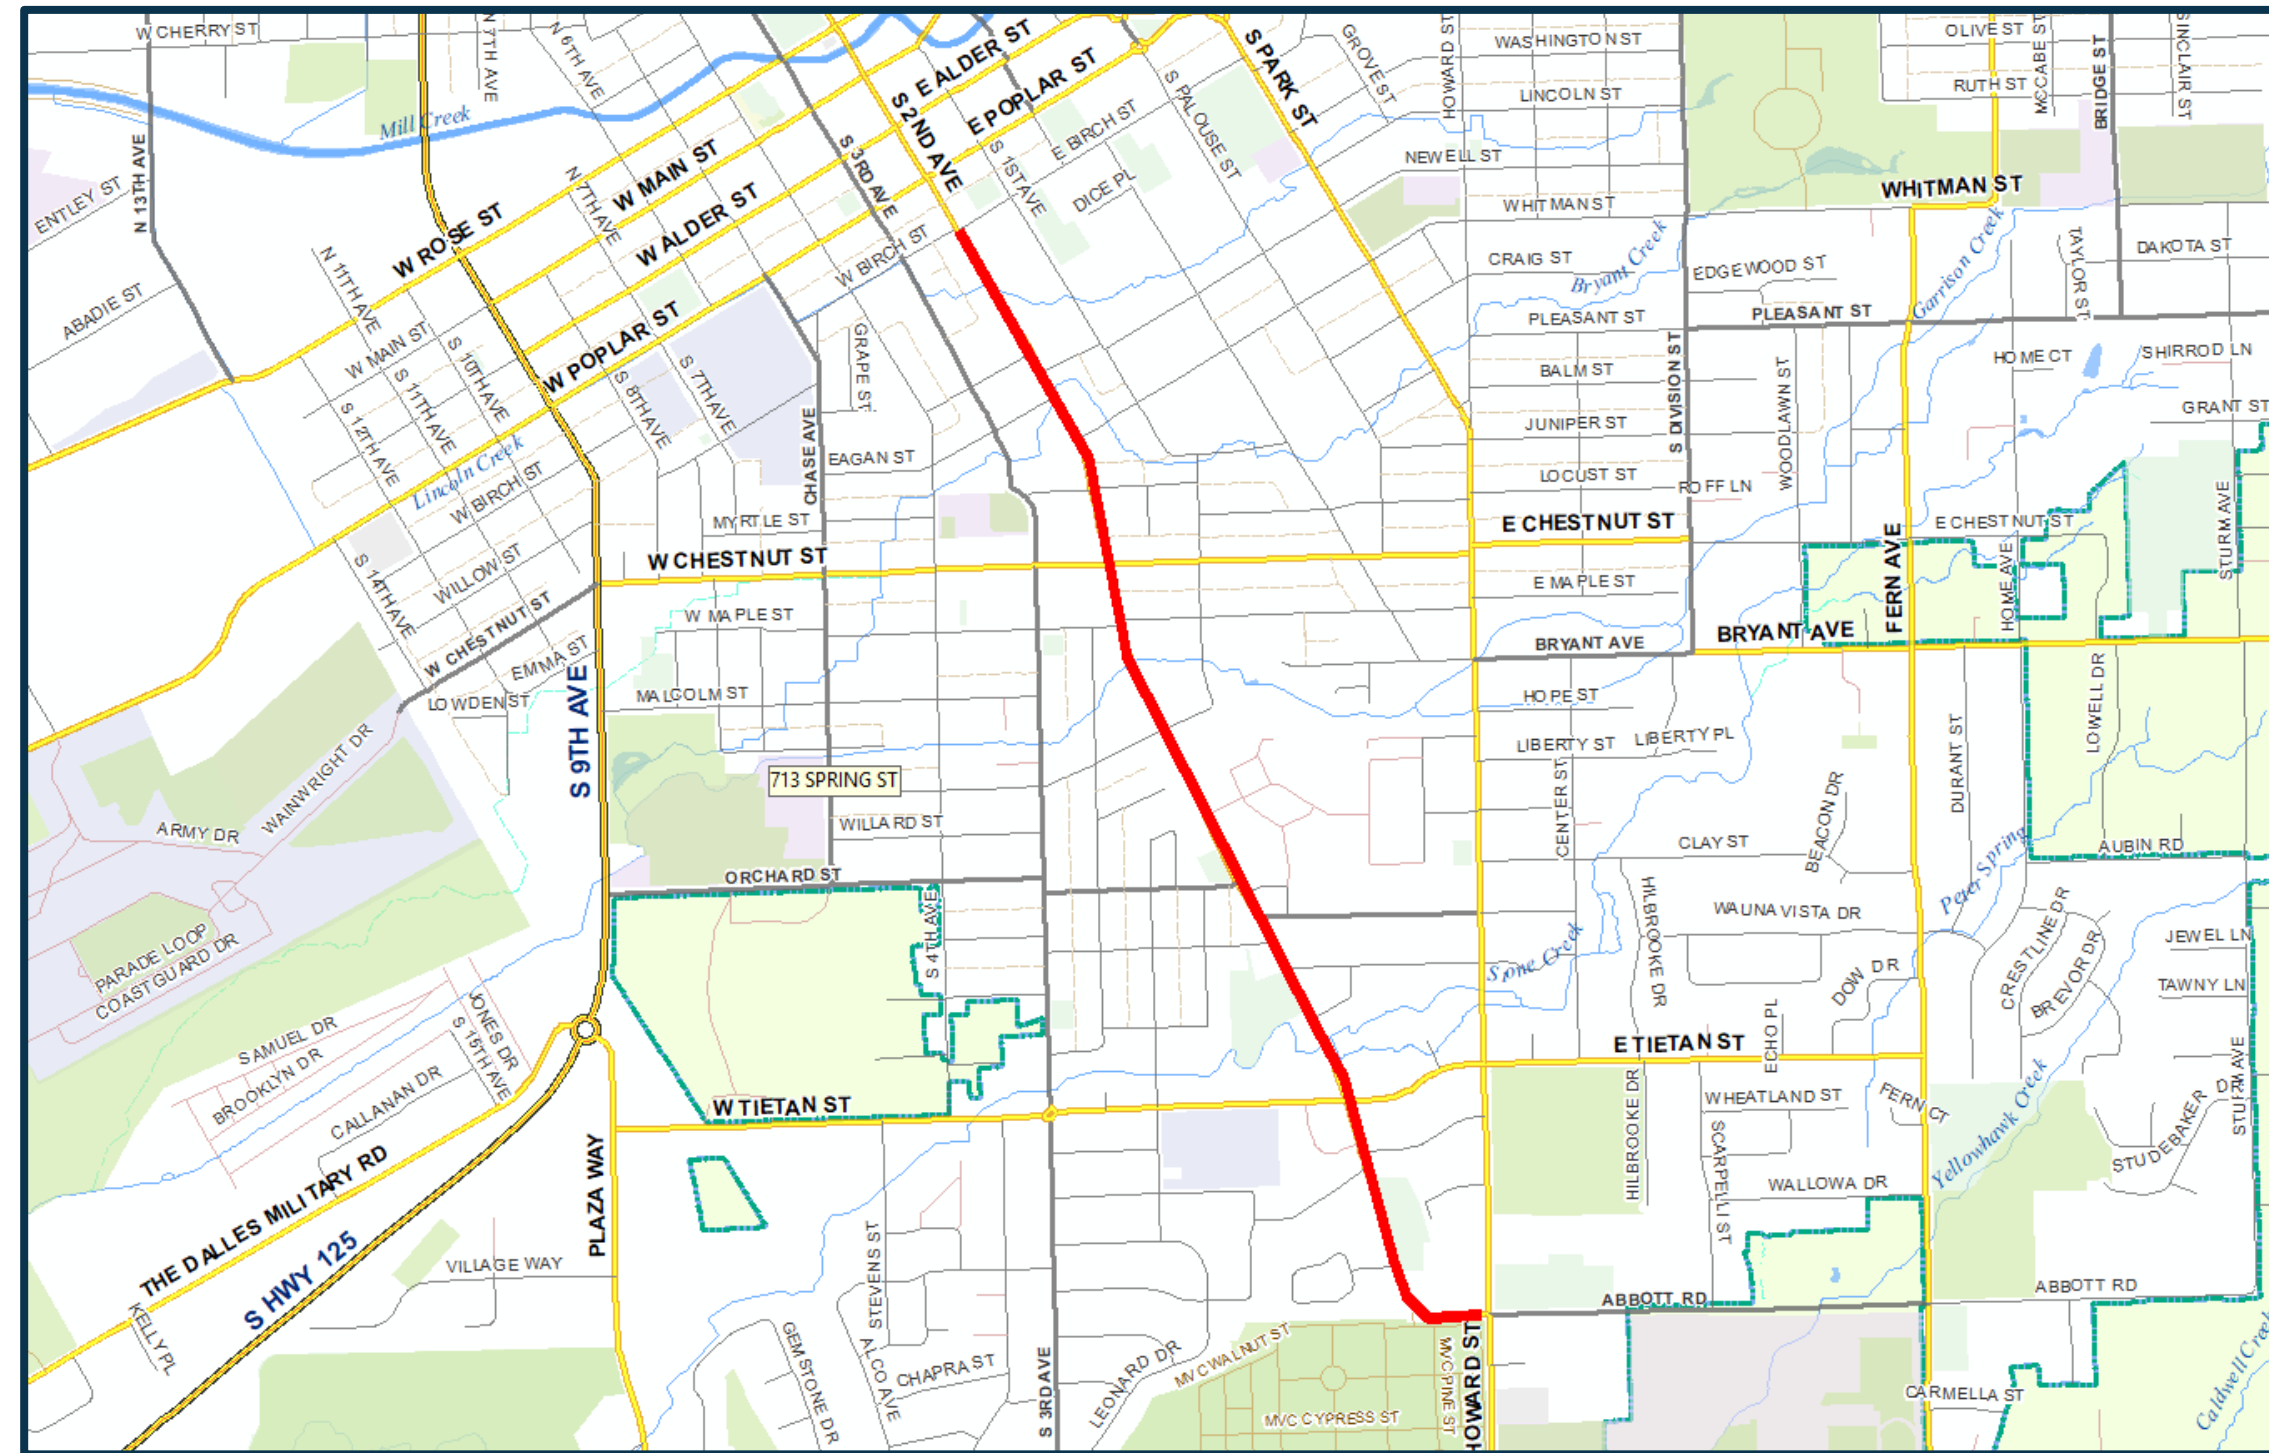 W CHERRY ST
N 7TH AVE
N 6TH AVE
E ALDER ST
S PARK ST
GROVE ST
HOWARD ST
WASHINGTON ST
OLIVE ST
MCCABE ST
BRIDGE ST
SINCLAIR ST
Mill Creek
S 2ND AVE
E POPLAR ST
S PALOUSE ST
LINCOLN ST
RUTH ST
N 13TH AVE
S 3RD AVE
S 1ST AVE
E BIRCH ST
NEWELL ST
ENTLEY ST
W MAIN ST
N 7TH AVE
DICE PL
WHITMAN ST
WHITMAN ST
W ROSE ST
W ALDER ST
W BIRCH ST
CRAIG ST
Bryant Creek
EDGEWOOD ST
Garrison Creek
TAYLOR ST
DAKOTA ST
ABADIE ST
N 11TH AVE
PLEASANT ST
PLEASANT ST
W MAIN ST
W POPLAR ST
GRAPE ST
HOME CT
SHIRROD LN
S 10TH AVE
S 11TH AVE
S 12TH AVE
S 8TH AVE
S 7TH AVE
BALM ST
S DIVISION ST
WOODLAWN ST
GRANT ST
JUNIPER ST
Lincoln Creek
W BIRCH ST
CHASE AVE
EAGAN ST
LOCUST ST
ROFF LN
MYRTLE ST
E CHESTNUT ST
E CHESTNUT ST
STURM AVE
S 14TH AVE
WILLOW ST
W CHESTNUT ST
FERN AVE
HOME AVE
W CHESTNUT ST
W MAPLE ST
E MAPLE ST
EMMA ST
BRYANT AVE
BRYANT AVE
LOWDEN ST
S 9TH AVE
MALCOLM ST
HOPE ST
LOWELL DR
WAINWRIGHT DR
LIBERTY ST
LIBERTY PL
DURANT ST
713 SPRING ST
CENTER ST
BEACON DR
ARMY DR
WILLARD ST
CLAY ST
Peter Spring
AUBIN RD
ORCHARD ST
HILBROOKE DR
WAUNA VISTA DR
CRESTLINE DR
BREVOR DR
JEWEL LN
PARADE LOOP
COAST GUARD DR
S 4TH AVE
Stone Creek
DOW DR
TAWNY LN
JONES DR
S 15TH AVE
SAMUEL DR
BROOKLYN DR
CALLANAN DR
E TIETAN ST
ECHO PL
STURM AVE
W TIETAN ST
HILBROOKE DR
WHEATLAND ST
FERN CT
Yellowhawk Creek
STUDEBAKER DR
THE DALLES MILITARY RD
PLAZA WAY
SCARPELLI ST
WALLOWA DR
S HWY 125
VILLAGE WAY
STEVENS ST
ABBOTT RD
ABBOTT RD
KELLY PL
GEMSTONE DR
ALCO AVE
CHAPRA ST
S 3RD AVE
LEONARD DR
MVC WALNUT ST
MVC PINE ST
HOWARD ST
MVC CYPRESS ST
CARMELLA ST
Caldwell Creek